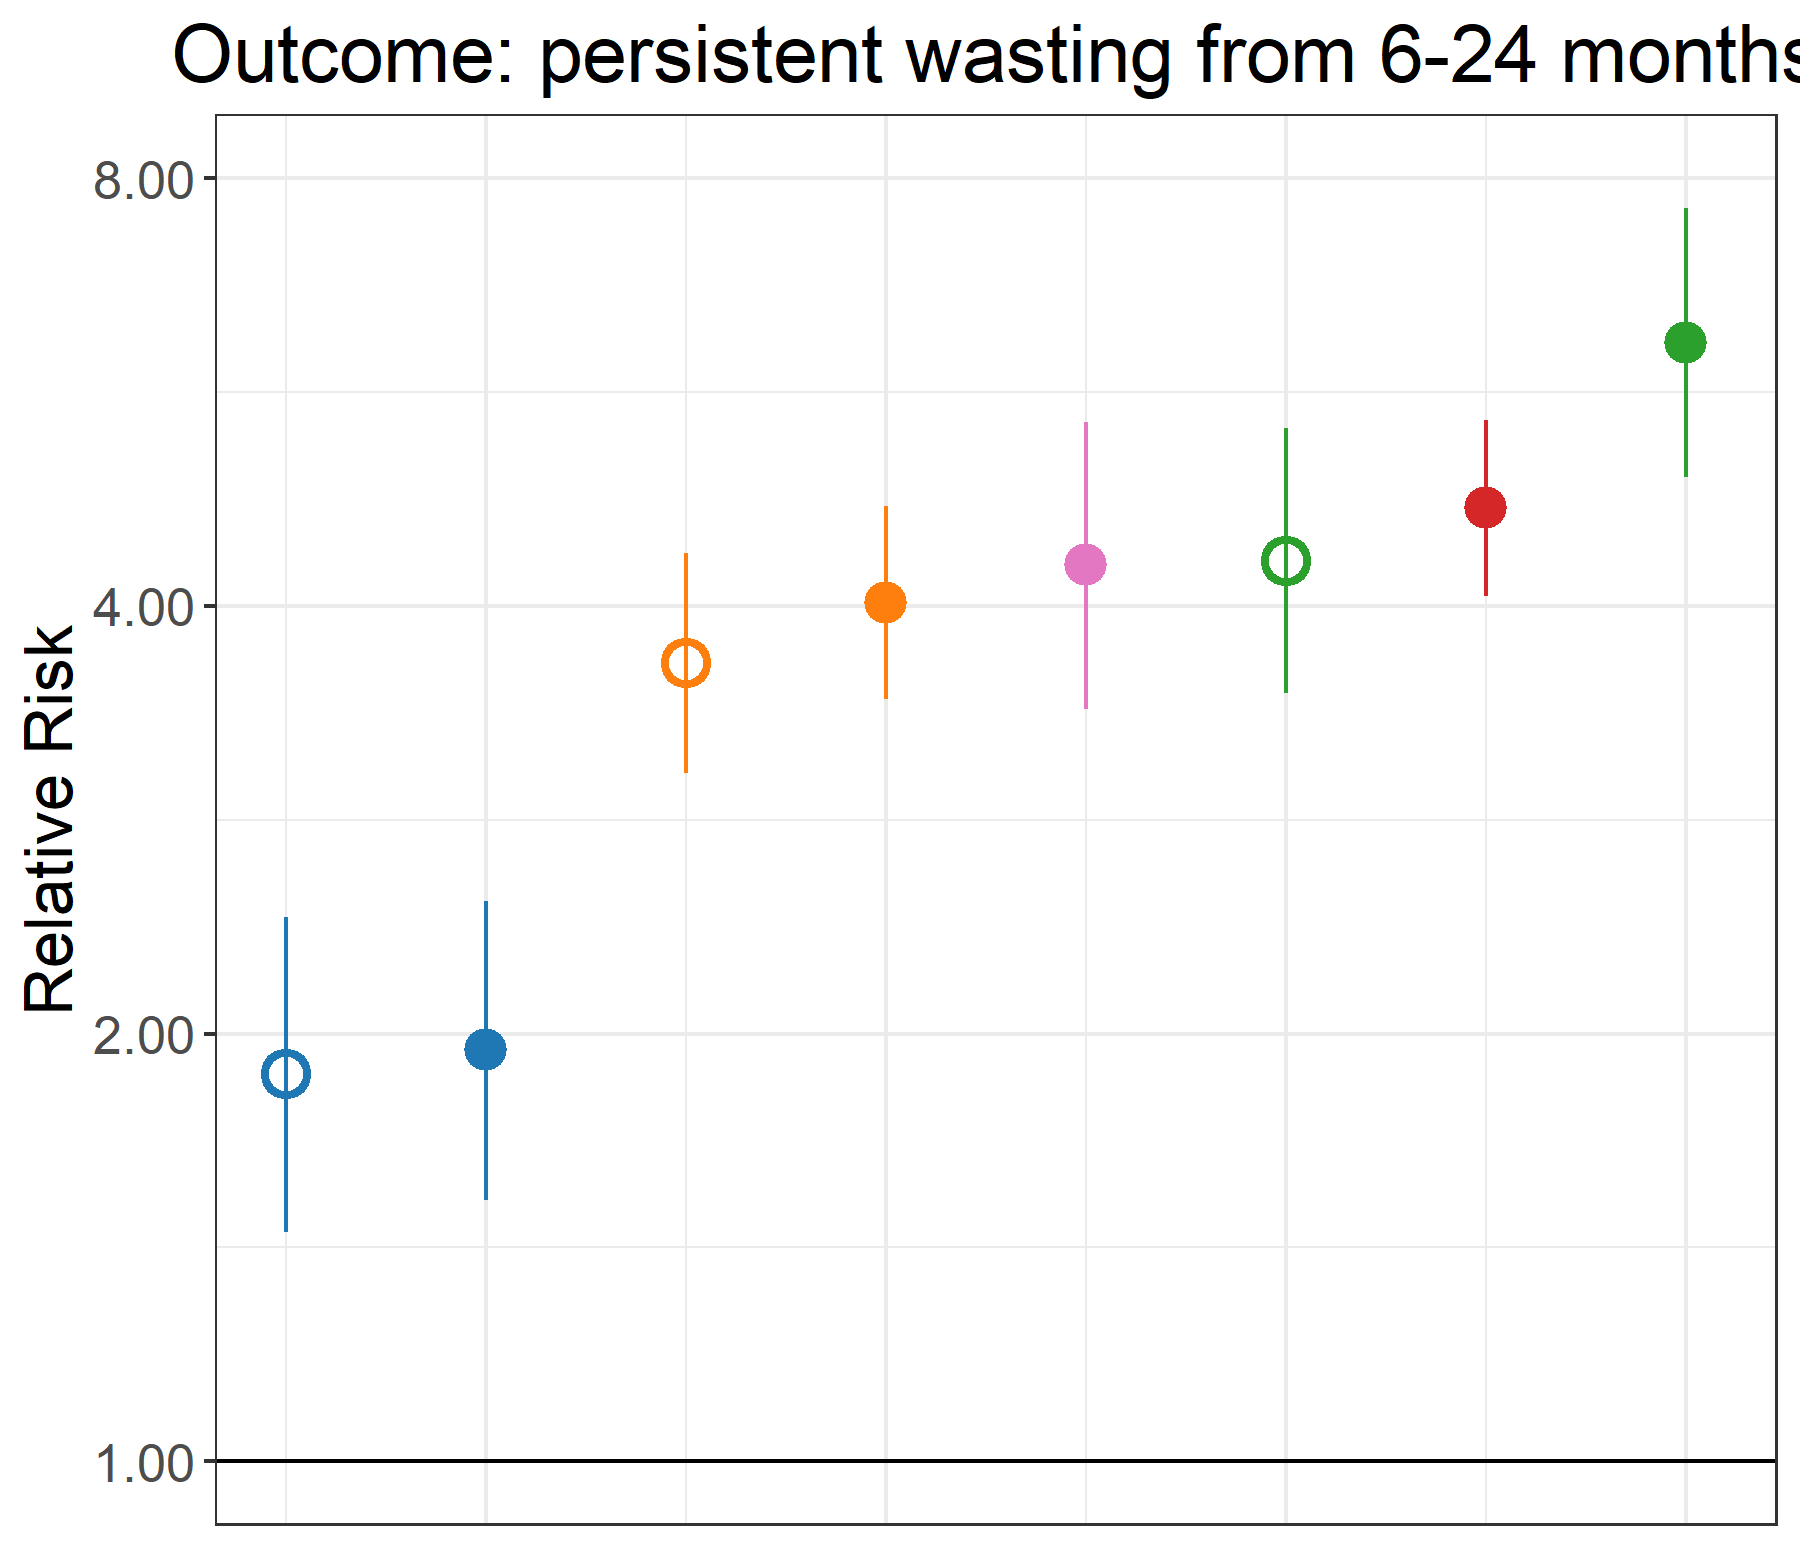 Outcome: persistent wasting from 6-24 months
8.00
4.00
2.00
1.00
Relative Risk